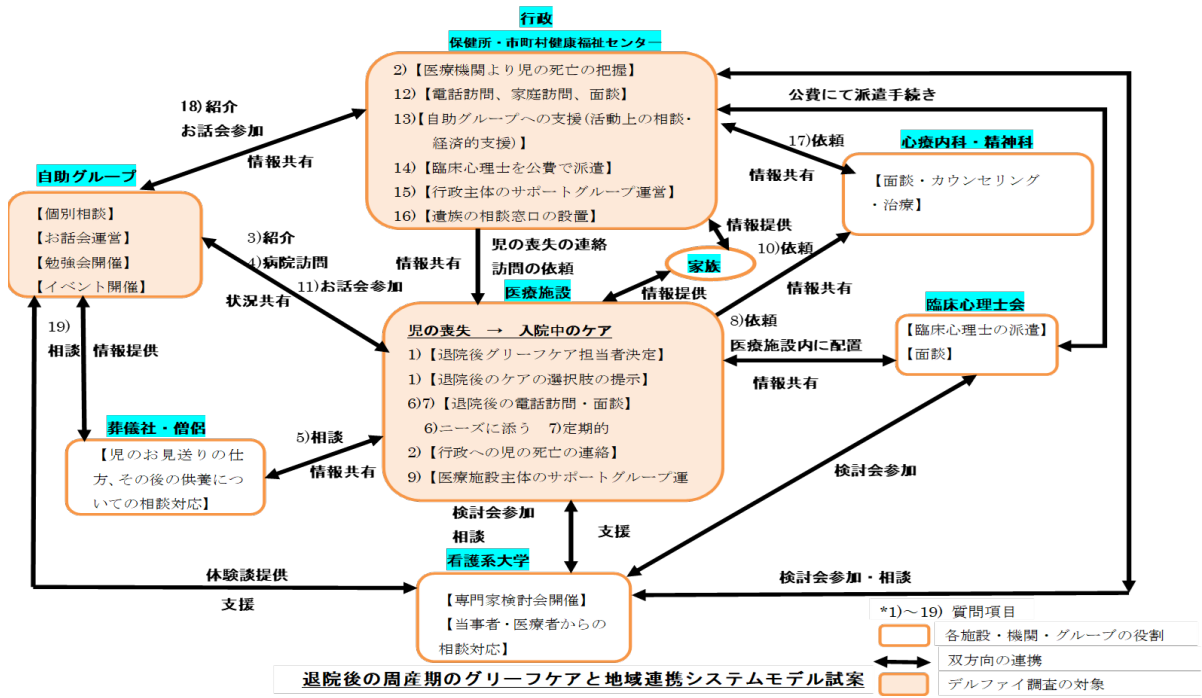 行政
保健所・市町村健康福祉センター
2)【医療機関より児の死亡の把握】
12)【電話訪問、家庭訪問、面談】
13)【自助グループへの支援(活動上の相談・
経済的支援)】
14)【臨床心理士を公費で派遣】
15)【行政主体のサポートグループ運営】
16)【遺族の相談窓口の設置】
18)紹介
お話会参加
情報共有
公費にて派遣手続き
17)依頼
情報共有
心療内科・精神科
【面談・カウンセリング
・治療】
自助グループ
【個別相談】
【お話会運営】
【勉強会開催】
【イベント開催】
3)紹介
4)病院訪問
11)お話会参加
状況共有
情報共有
児の喪失の連絡
訪問の依頼
情報提供
家族
情報提供
10)依頼
情報共有
医療施設
児の喪失 → 入院中のケア
1)【退院後グリーフケア担当者決定】
1)【退院後のケアの選択肢の提示】
6)7)【退院後の電話訪問・面談】
6)ニーズに添う 7)定期的
2)【行政への児の死亡の連絡】
9)【医療施設主体のサポートグループ運
8)依頼
医療施設内に配置
情報共有
臨床心理士会
【臨床心理士の派遣】
【面談】
19)
相談
情報提供
葬儀社・僧侶
【児のお見送りの仕
方、その後の供養につ
いての相談対応】
5)相談
情報共有
検討会参加
相談
支援
検討会参加
看護系大学
【専門家検討会開催】
【当事者・医療者からの
相談対応】
体験談提供
支援
検討会参加・相談
*1)～19) 質問項目
各施設・機関・グループの役割
双方向の連携
デルファイ調査の対象
退院後の周産期のグリーフケアと地域連携システムモデル試案